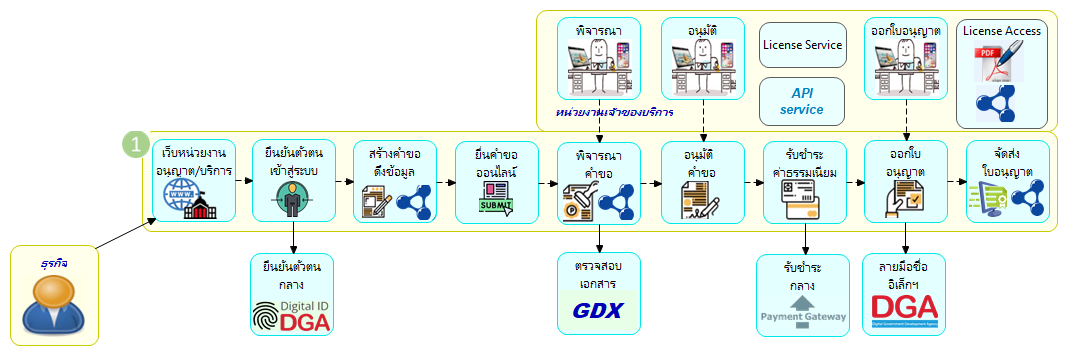 พิจารณา
อนุมัติ
License Service
API
service
ออกใบอนุญาต
License Access
PDF
หน่วยงานเจ้าของบริการ
1
เว็บหน่วยงาน
อนุญาต/บริการ
WWW.
ยืนยันตัวตน
เข้าสู่ระบบ
สร้างคำขอ
ดึงข้อมูล
ยื่นคำขอ
ออนไลน์
SUBMIT
พิจารณา
คำขอ
อนุมัติ
คำขอ
รับชำระ
ค่าธรรมเนียม
ออกใบ
อนุญาต
จัดส่ง
ใบอนุญาต
ธุรกิจ
ยืนยันตัวตน
กลาง
Digital ID
DGA
ตรวจสอบ
เอกสาร
GDX
รับชำระ
กลาง
Payment Gateway
ลายมือชื่อ
อิเล็กฯ
DGA
Digital Government Development Agency